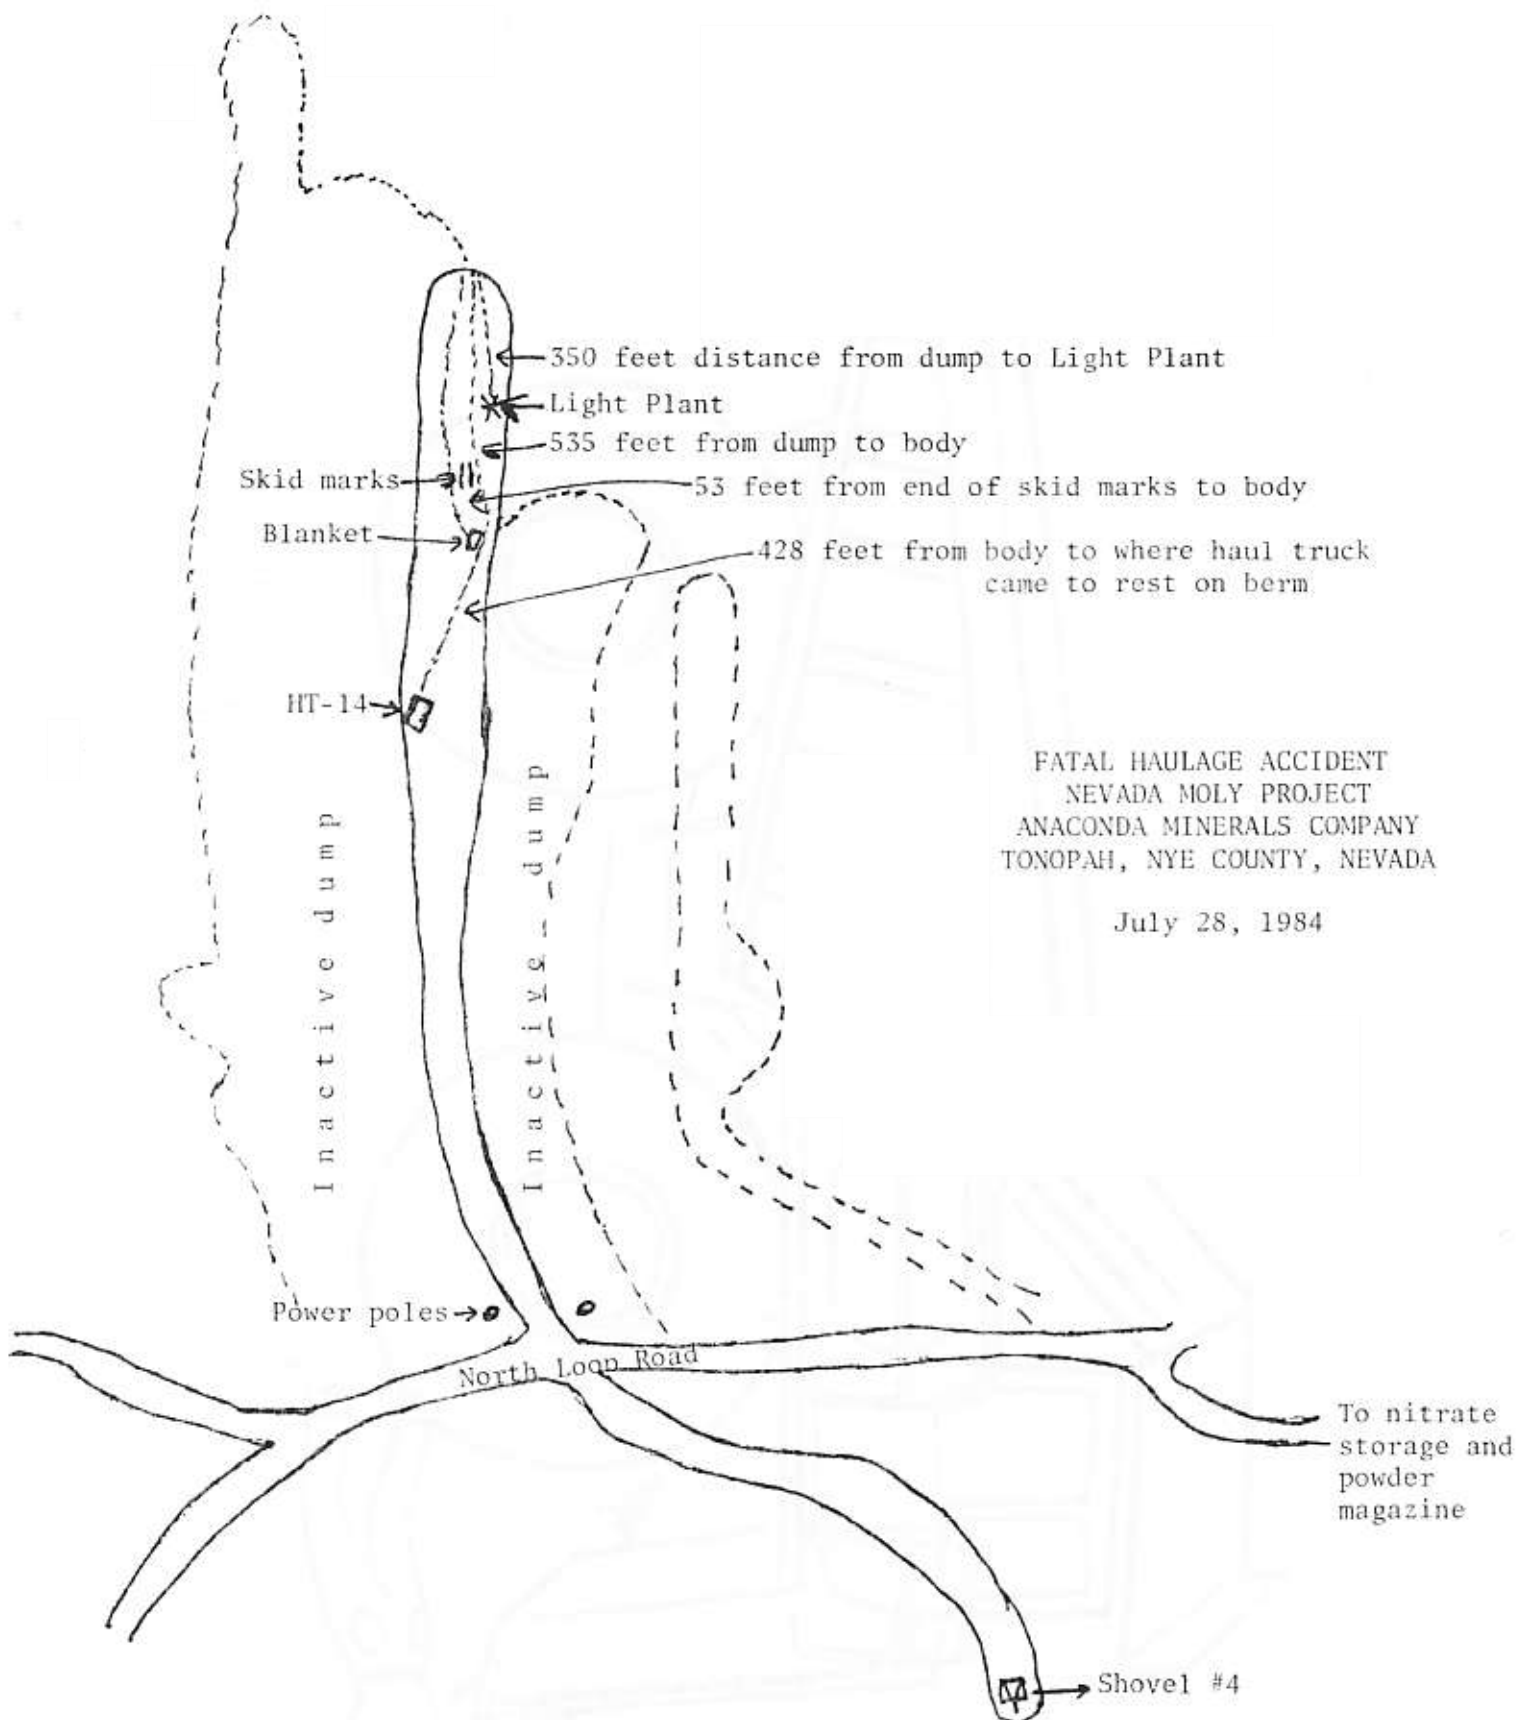 350 feet distance from dump to Light Plant
Light Plant
535 feet from dump to body
Skid marks
53 feet from end of skid marks to body
Blanket
428 feet from body to where haul truck
came to rest on berm
HT-14
FATAL HAULAGE ACCIDENT
NEVADA MOLY PROJECT
ANACONDA MINERALS COMPANY
TONOPAH, NYE COUNTY, NEVADA
July 28, 1984
Inactive dump
Inactive dump
Power poles
North Loop Road
To nitrate
storage and
powder
magazine
Shovel #4